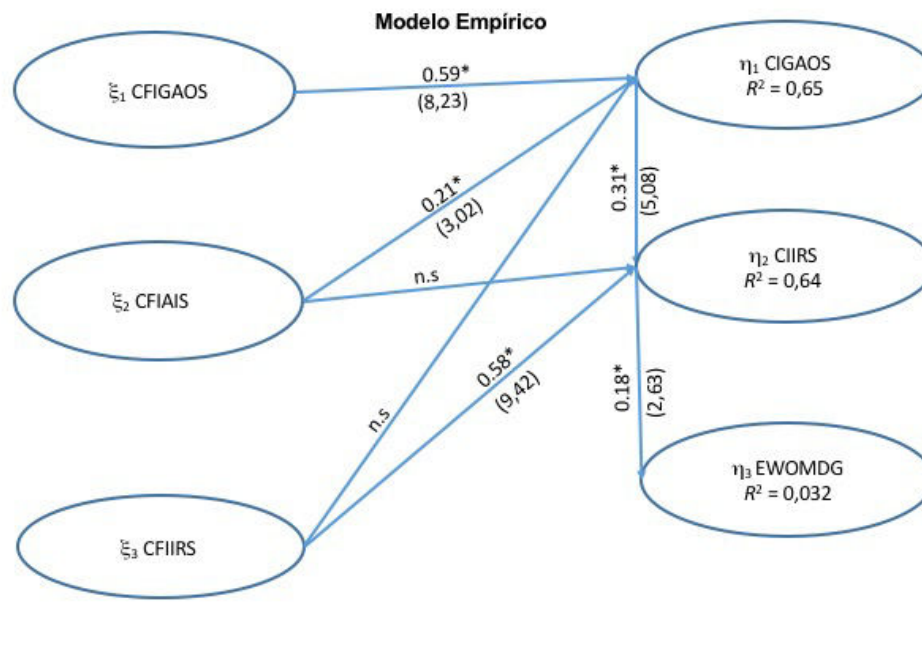 Modelo Empírico
ξ₁ CFIGAOS
0.59*
(8,23)
η₁ CIGAOS
R² = 0,65
0.21*
(3,02)
0.31*
(5,08)
ξ₂ CFIAIS
n.s
η₂ CIIRS
R² = 0,64
n.s
0.58*
(9,42)
0.18*
(2,63)
η₃ EWOMDG
R² = 0,032
ξ₃ CFIIRS